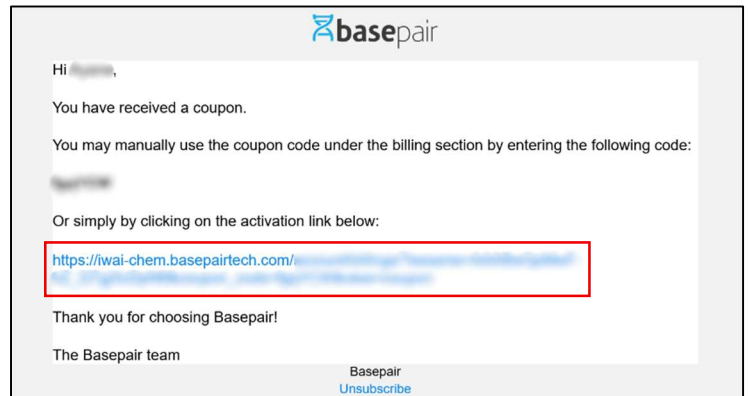 basepair
Hi ,
You have received a coupon.
You may manually use the coupon code under the billing section by entering the following code:
Or simply by clicking on the activation link below:
https://iwai-chem.basepairtech.com/
Thank you for choosing Basepair!
The Basepair team
Basepair
Unsubscribe